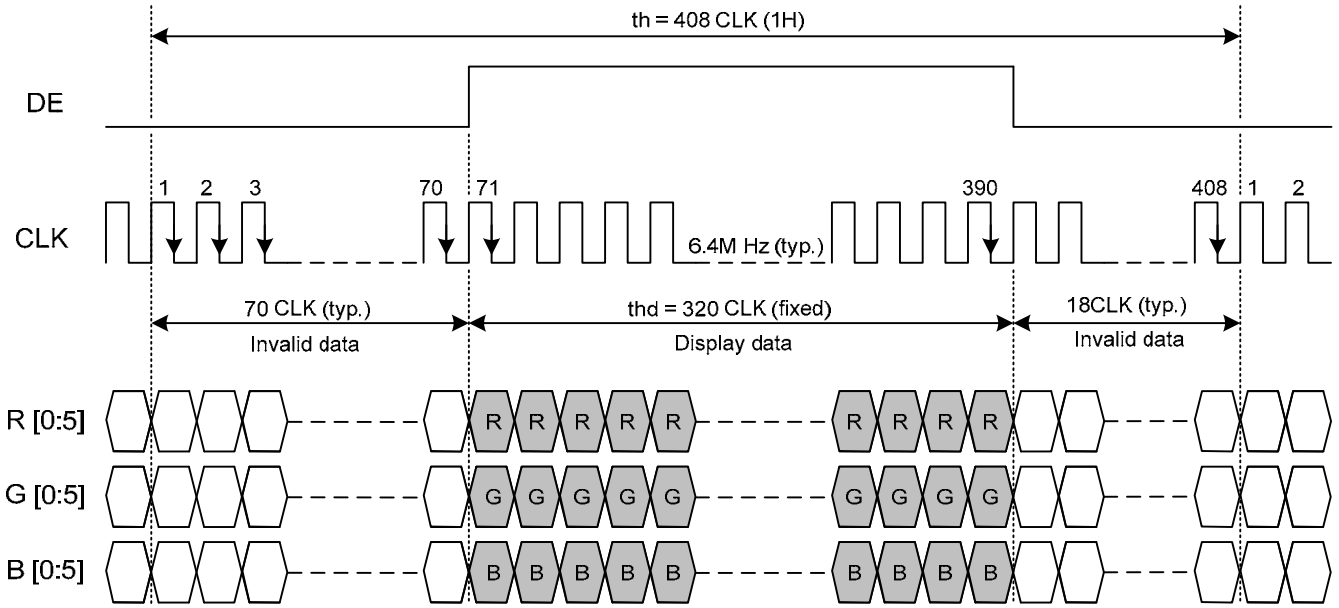 th = 408 CLK (1H)
DE
1 2 3 70 71 390 408 1 2
CLK
6.4M Hz (typ.)
70 CLK (typ.) thd = 320 CLK (fixed) 18CLK (typ.)
Invalid data Display data Invalid data
R [0:5] R R R R R R R R R
G [0:5] G G G G G G G G G
B [0:5] B B B B B B B B B